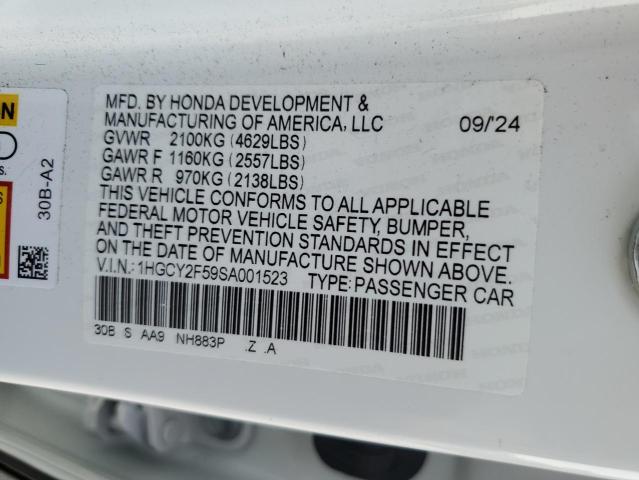 MFD. BY HONDA DEVELOPMENT &
MANUFACTURING OF AMERICA, LLC 09/'24
GVWR 2100KG (4629LBS)
GAWR F 1160KG (2557LBS)
GAWR R 970KG (2138LBS)
THIS VEHICLE CONFORMS TO ALL APPLICABLE
FEDERAL MOTOR VEHICLE SAFETY, BUMPER,
AND THEFT PREVENTION STANDARDS IN EFFECT
ON THE DATE OF MANUFACTURE SHOWN ABOVE.
V.I.N.: 1HGCY2F59SA001523 TYPE: PASSENGER CAR
30B S AA9 NH883P .Z .A
30B-A2